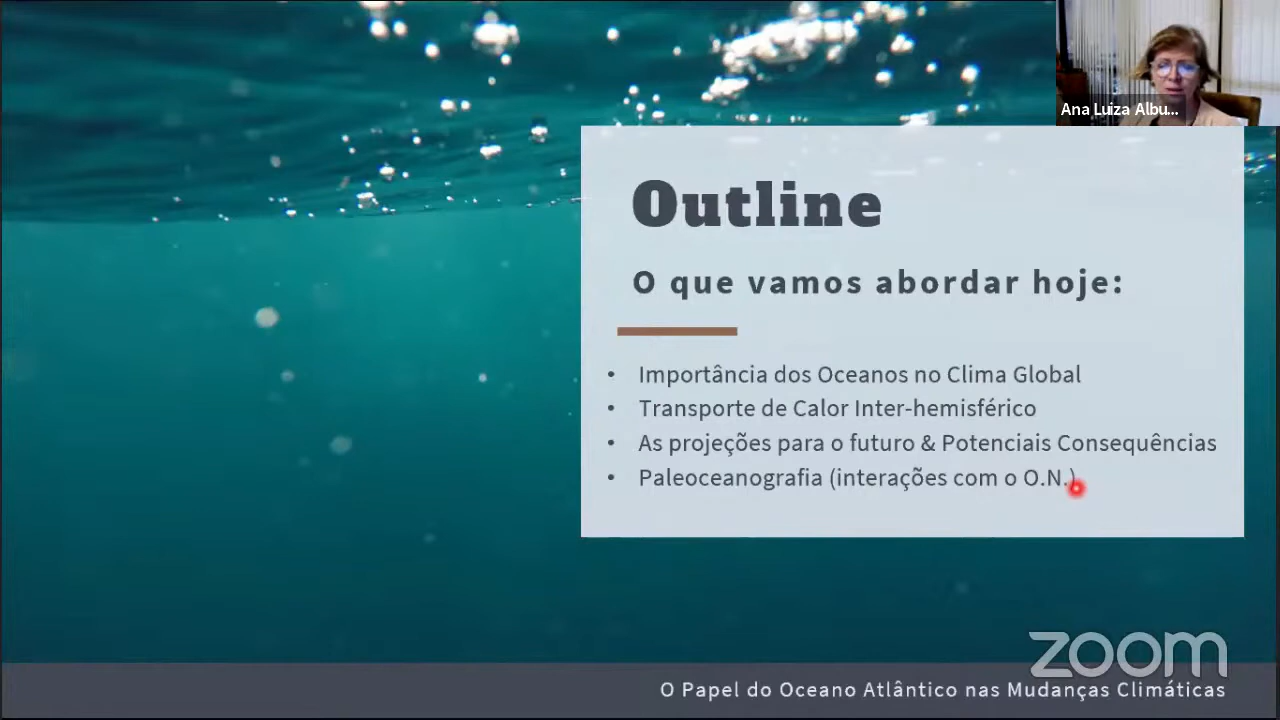 Ana Luiza Albu...
Outline
O que vamos abordar hoje:
• Importância dos Oceanos no Clima Global
• Transporte de Calor Inter-hemisférico
• As projeções para o futuro & Potenciais Consequências
• Paleoceanografia (interações com o O.N.)
zoom
O Papel do Oceano Atlântico nas Mudanças Climáticas